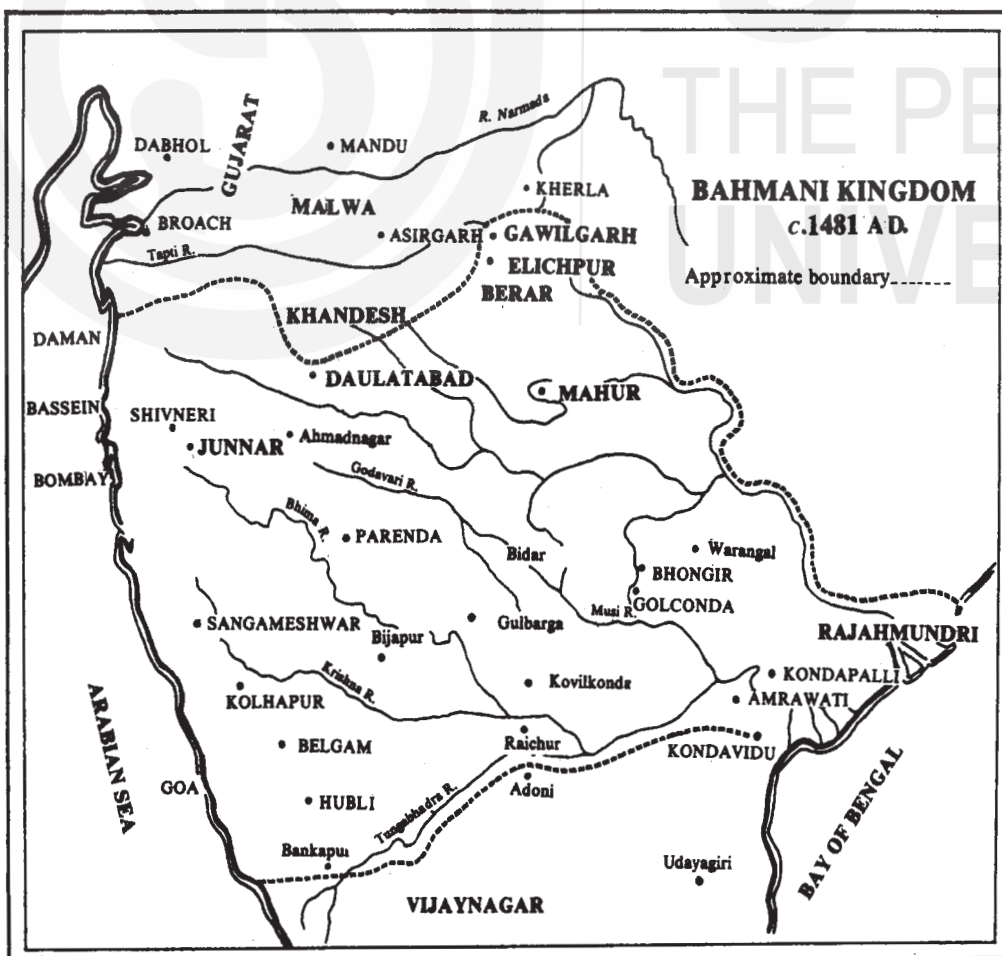 THE PE
UNIVE
BAHMANI KINGDOM
c.1481 AD.
Approximate boundary
GUJARAT
R. Narmada
DABHOL
MANDU
KHERLA
MALWA
BROACH
ASIRGARH
GAWILGARH
Tapti R.
ELICHPUR
BERAR
KHANDESH
DAMAN
DAULATABAD
MAHUR
BASSEIN
SHIVNERI
JUNNAR
Ahmadnagar
BOMBAY
Godavari R.
Bhima R.
PARENDA
Bidar
Warangal
BHONGIR
GOLCONDA
Musi R.
SANGAMESHWAR
Gulbarga
RAJAHMUNDRI
Bijapur
Krishna R.
KOLHAPUR
Kovilkonda
KONDAPALLI
AMRAWATI
ARABIAN SEA
BELGAM
Raichur
KONDAVIDU
GOA
HUBLI
Adoni
Tungabhadra R.
BAY OF BENGAL
Bankapur
Udayagiri
VIJAYNAGAR